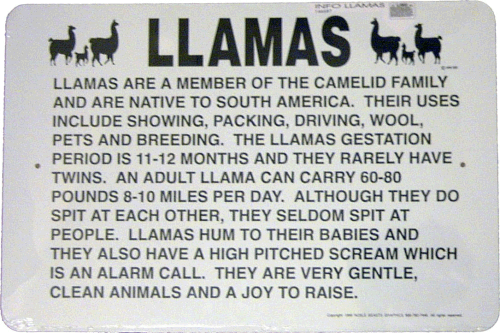 INFO LLAMAS
LLAMAS
LLAMAS ARE A MEMBER OF THE CAMELID FAMILY
AND ARE NATIVE TO SOUTH AMERICA. THEIR USES
INCLUDE SHOWING, PACKING, DRIVING, WOOL,
PETS AND BREEDING. THE LLAMAS GESTATION
PERIOD IS 11-12 MONTHS AND THEY RARELY HAVE
TWINS. AN ADULT LLAMA CAN CARRY 60-80
POUNDS 8-10 MILES PER DAY. ALTHOUGH THEY DO
SPIT AT EACH OTHER, THEY SELDOM SPIT AT
PEOPLE. LLAMAS HUM TO THEIR BABIES AND
THEY ALSO HAVE A HIGH PITCHED SCREAM WHICH
IS AN ALARM CALL. THEY ARE VERY GENTLE,
CLEAN ANIMALS AND A JOY TO RAISE.